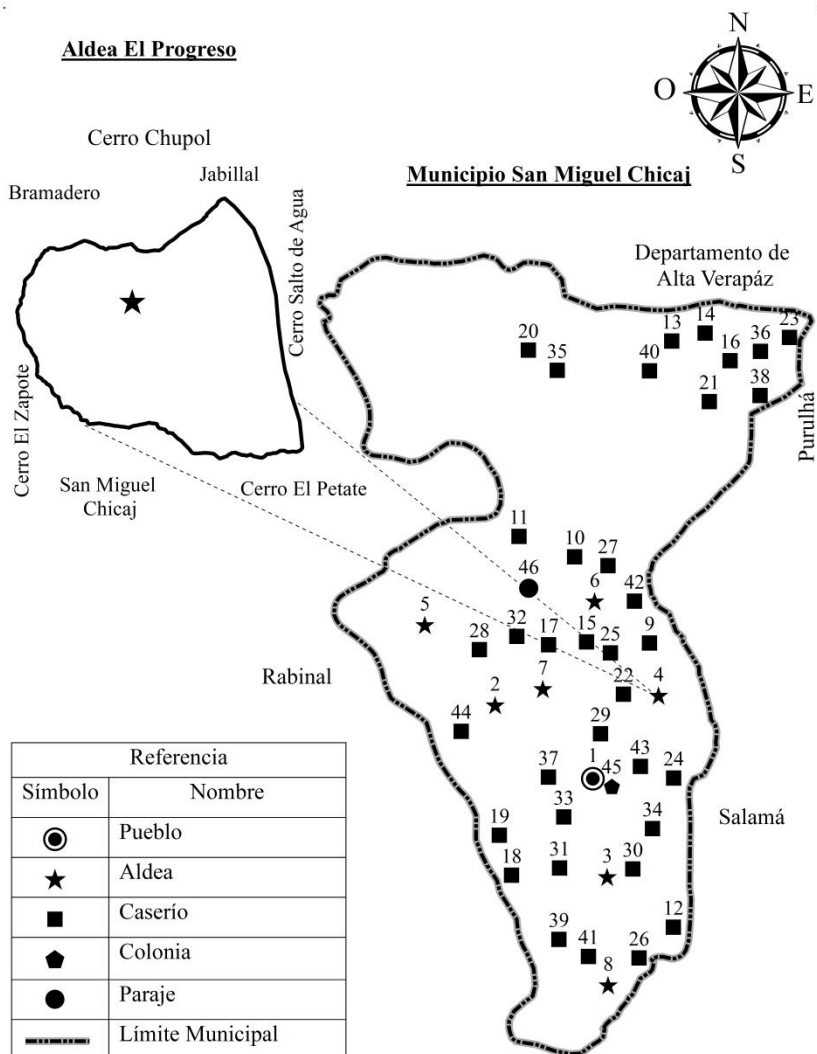 .
N
O
E
S
Aldea El Progreso
Municipio San Miguel Chicaj
Cerro Chupol
Jabillal
Bramadero
Cerro Salto de Agua
Cerro El Zapote
San Miguel
Chicaj
Cerro El Petate
Departamento de
Alta Verapáz
Purulhá
Rabinal
Salamá
14
23
13
36
20
16
35
40
38
21
11
10
27
46
6
42
5
32
17
15
9
28
25
7
22
4
2
44
29
1
43
37
45
24
33
34
19
31
3
30
18
12
39
41
26
8
Referencia
Símbolo Nombre
Pueblo
Aldea
Caserío
Colonia
Paraje
Límite Municipal